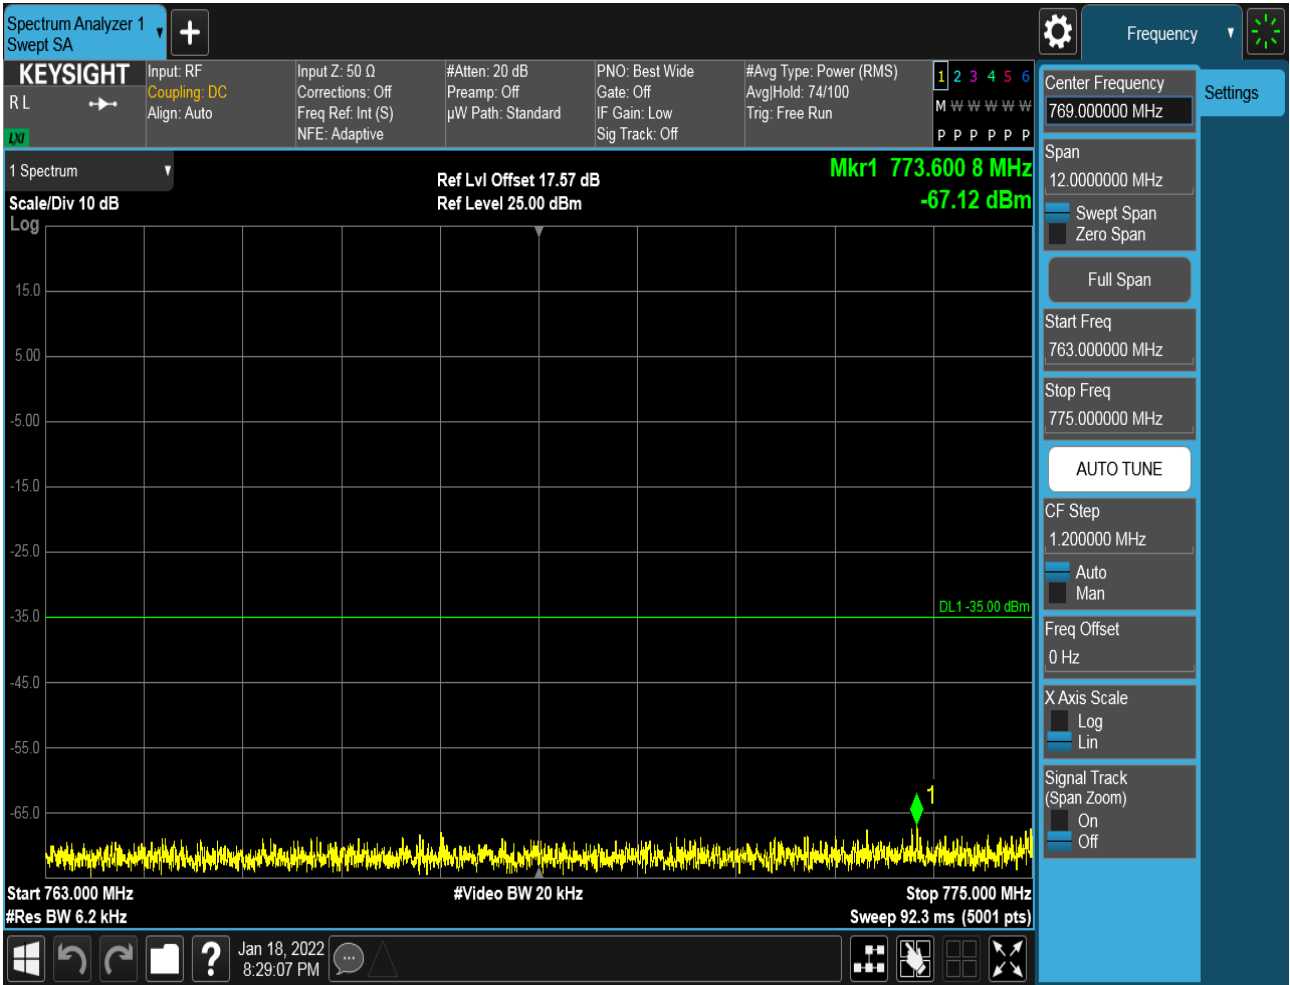 Spectrum Analyzer 1
Swept SA
Frequency
KEYSIGHT
R L
LXI
Input: RF
Coupling: DC
Align: Auto
Input Z: 50 Ω
Corrections: Off
Freq Ref: Int (S)
NFE: Adaptive
#Atten: 20 dB
Preamp: Off
µW Path: Standard
PNO: Best Wide
Gate: Off
IF Gain: Low
Sig Track: Off
#Avg Type: Power (RMS)
Avg|Hold: 74/100
Trig: Free Run
1 2 3 4 5 6
M W W W W W
P P P P P P
1 Spectrum
Scale/Div 10 dB
Log
Ref Lvl Offset 17.57 dB
Ref Level 25.00 dBm
Mkr1 773.600 8 MHz
-67.12 dBm
15.0
5.00
-5.00
-15.0
-25.0
-35.0
DL1 -35.00 dBm
-45.0
-55.0
-65.0
1
Start 763.000 MHz
#Video BW 20 kHz
Stop 775.000 MHz
#Res BW 6.2 kHz
Sweep 92.3 ms (5001 pts)
Jan 18, 2022
8:29:07 PM
Center Frequency
769.000000 MHz
Settings
Span
12.0000000 MHz
Swept Span
Zero Span
Full Span
Start Freq
763.000000 MHz
Stop Freq
775.000000 MHz
AUTO TUNE
CF Step
1.200000 MHz
Auto
Man
Freq Offset
0 Hz
X Axis Scale
Log
Lin
Signal Track
(Span Zoom)
On
Off